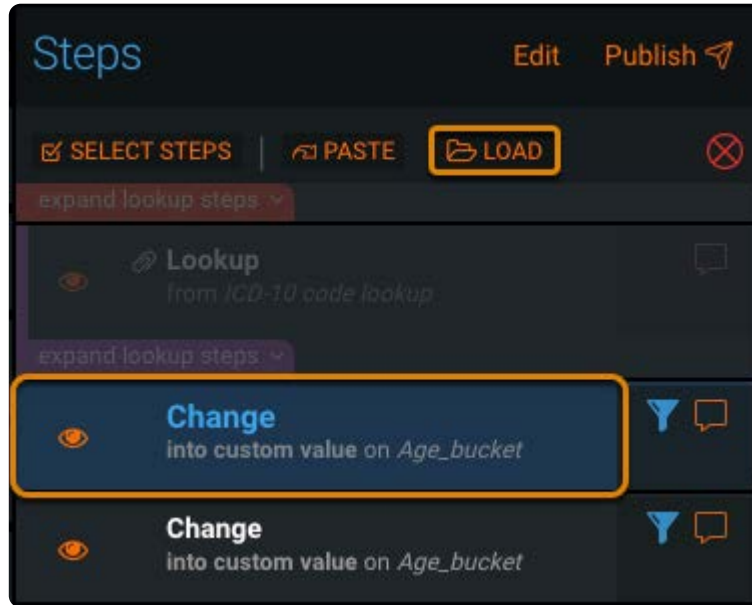 Steps
Edit
Publish
SELECT STEPS
PASTE
LOAD
expand lookup steps
Lookup
from ICD-10 code lookup
expand lookup steps
Change
into custom value on Age_bucket
Change
into custom value on Age_bucket